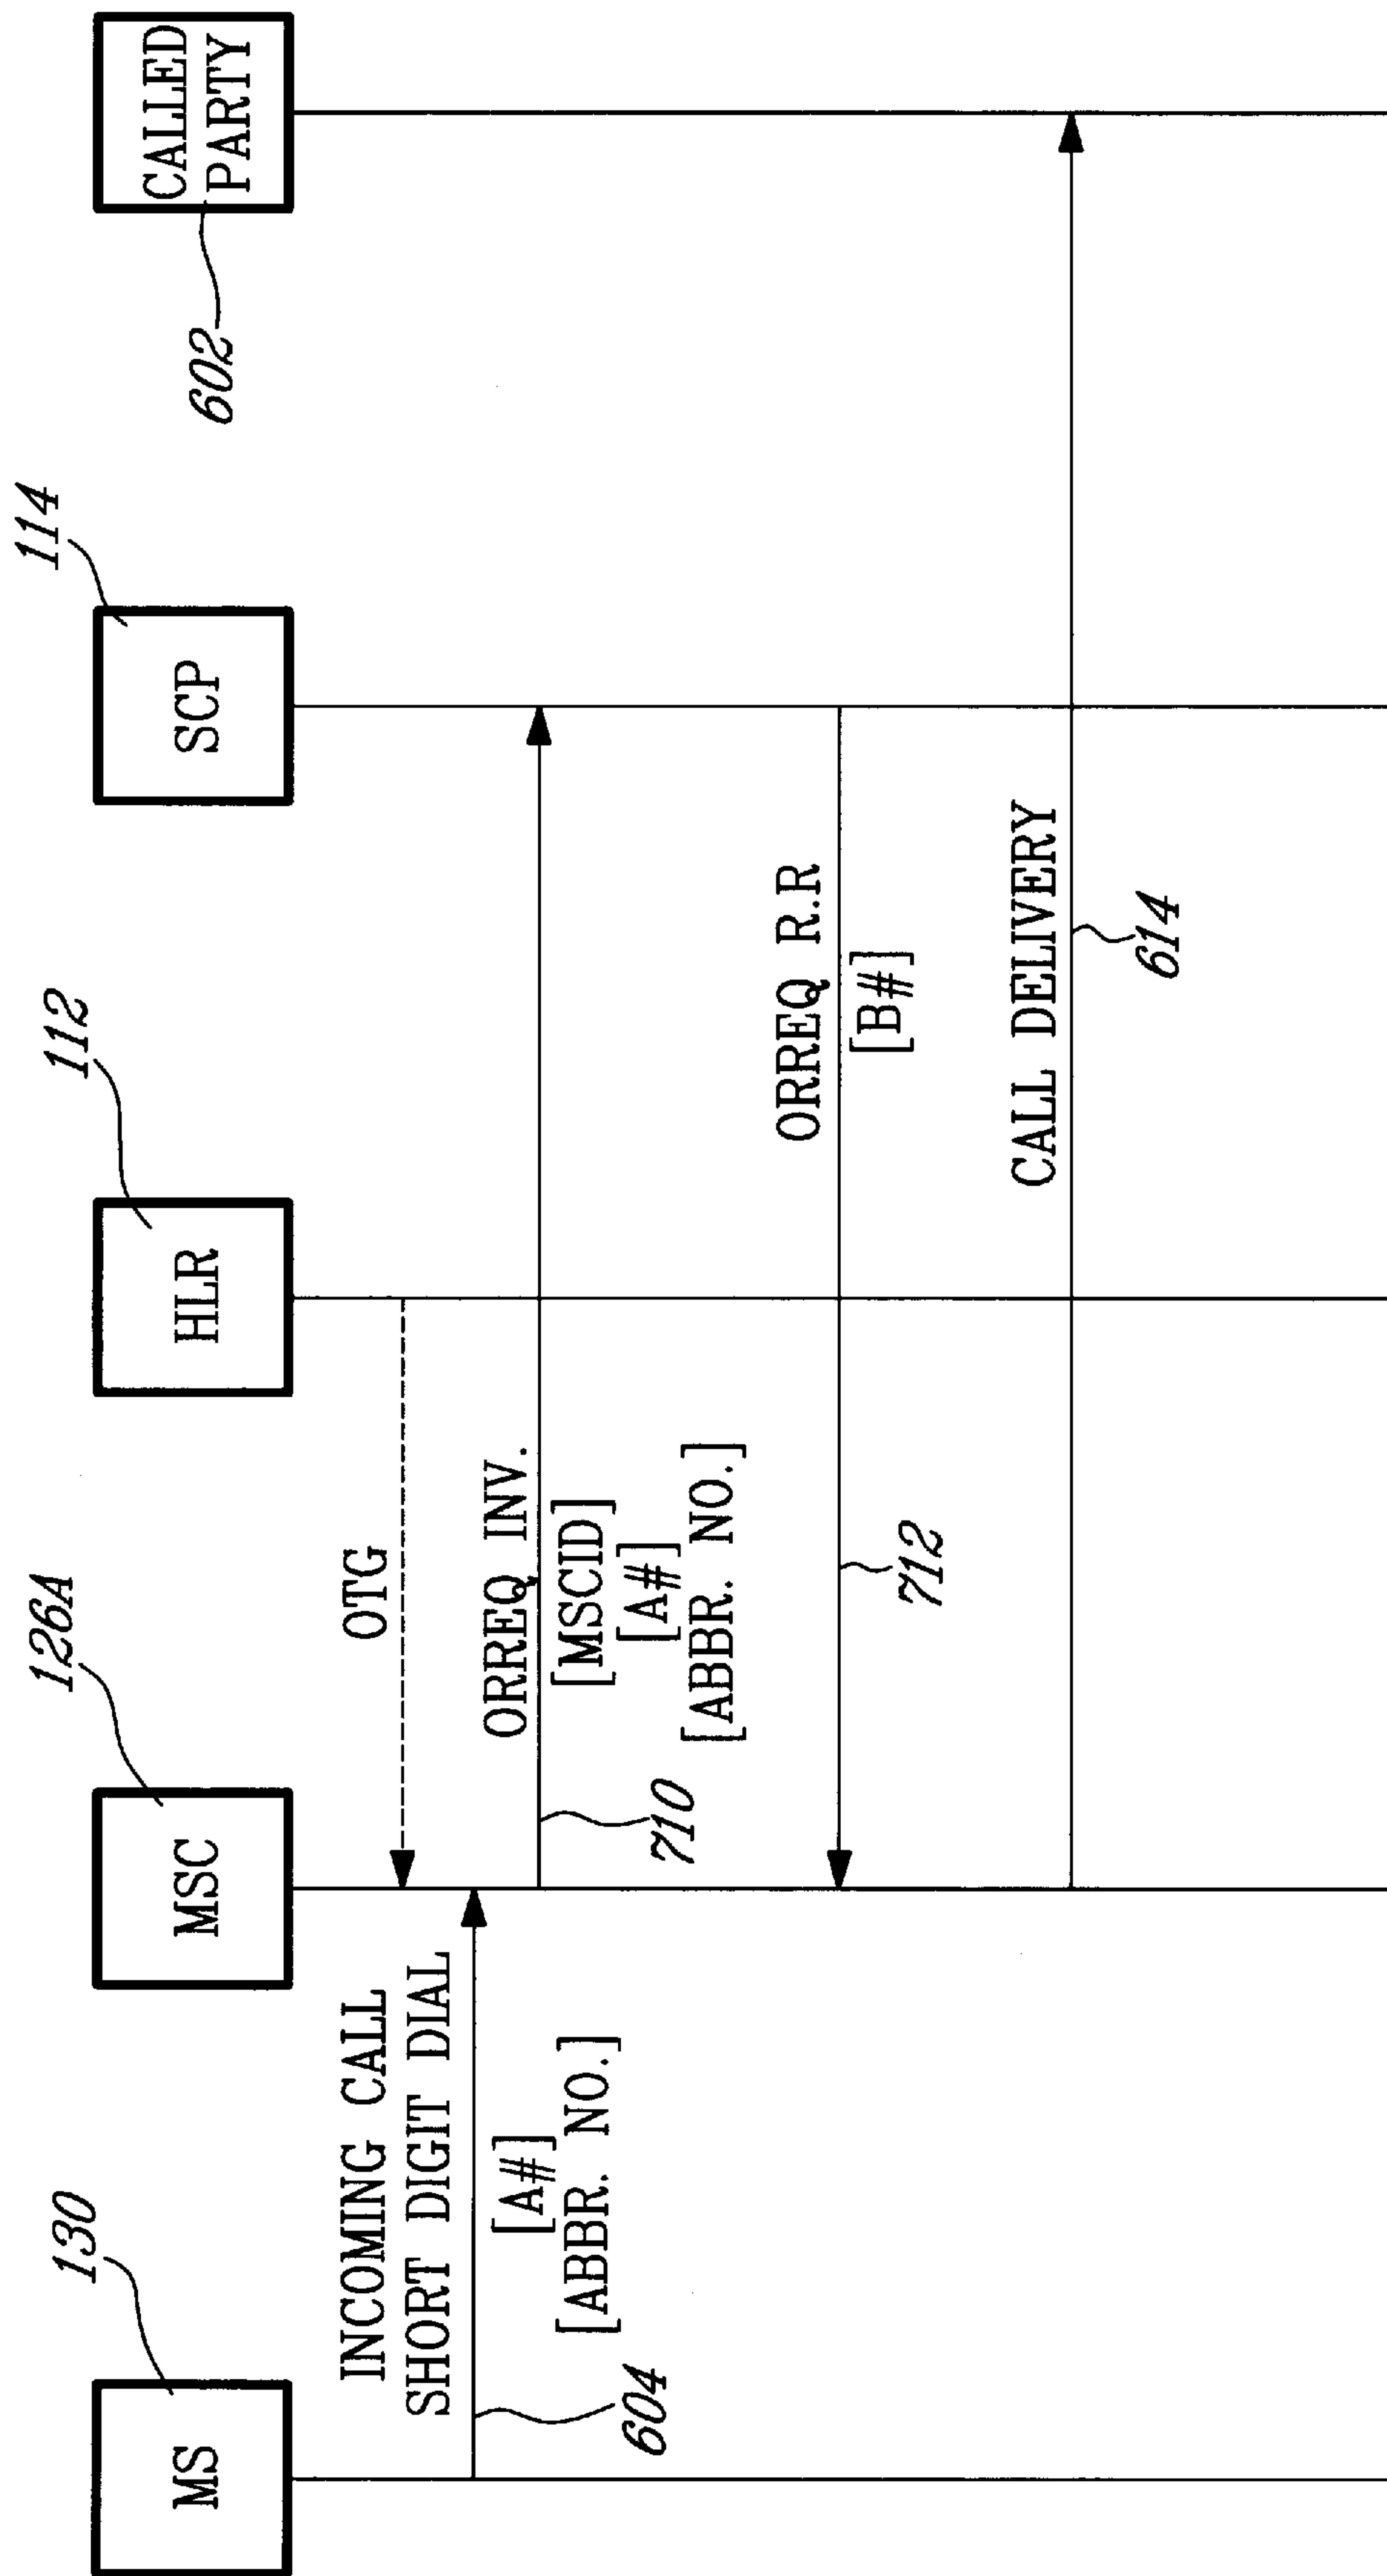 130
MS
126A
MSC
112
HLR
114
SCP
602
CALLED
PARTY
INCOMING CALL
SHORT DIGIT DIAL
[A#]
[ABBR. NO.]
604
OTG
ORREQ INV.
[MSCID]
[A#]
[ABBR. NO.]
710
ORREQ R.R
[B#]
712
CALL DELIVERY
614